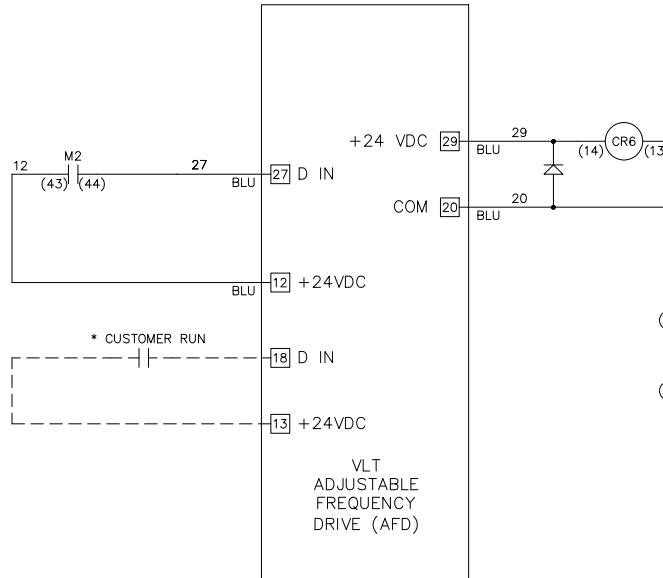 +24 VDC 29 29 CR6
BLU (14) (13
12 M2 27 27 D IN
(43) (44) BLU
COM 20 20
BLU
12 +24VDC
BLU
* CUSTOMER RUN
18 D IN
13 +24VDC
VLT
ADJUSTABLE
FREQUENCY
DRIVE (AFD)
(
(